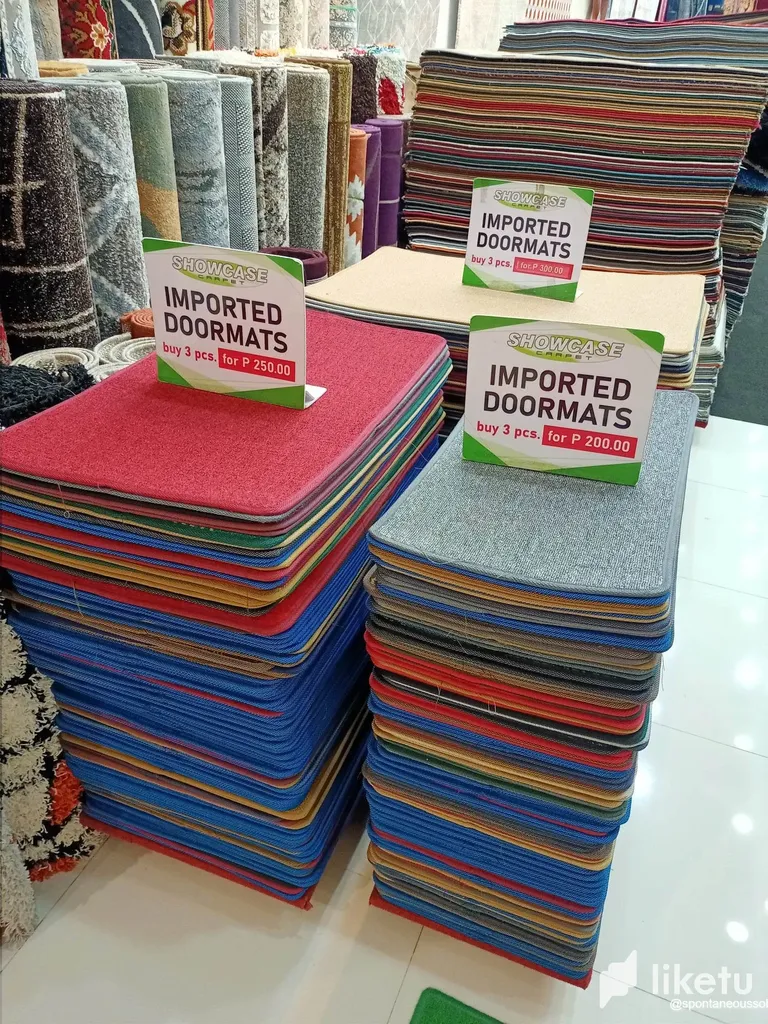 SHOWCASE
CARPET
IMPORTED
DOORMATS
buy 3 pcs. for P 300.00
SHOWCASE
CARPET
IMPORTED
DOORMATS
buy 3 pcs. for P 250.00
SHOWCASE
CARPET
IMPORTED
DOORMATS
buy 3 pcs. for P 200.00
liketu
@spontaneoussol